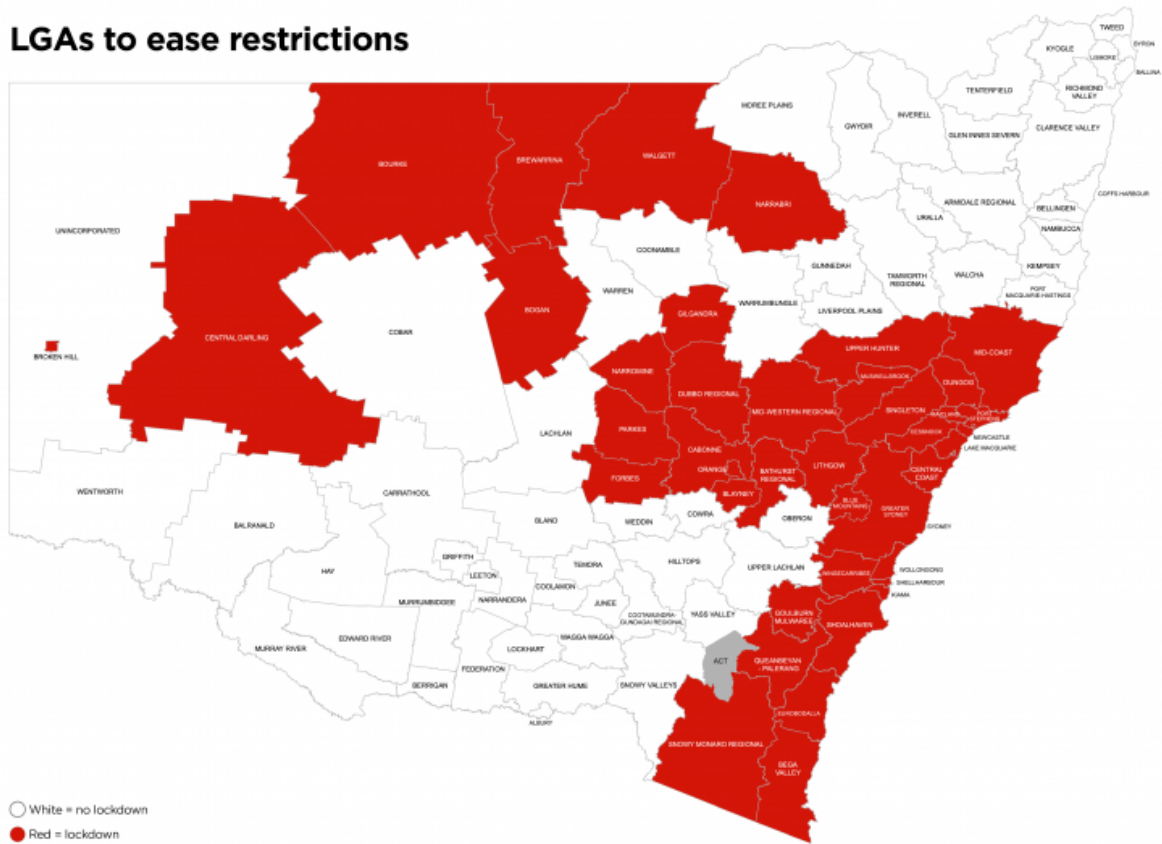 LGAs to ease restrictions
TWEED
KYOGLE
BYRON
LISMORE
BALLINA
TENTERFIELD
RICHMOND
VALLEY
MOREE PLAINS
INVERELL
GWYDIR
CLARENCE VALLEY
GLEN INNES SEVERN
BOURKE
BREWARRINA
WALGETT
COFFS HARBOUR
NARRABRI
ARMIDALE REGIONAL
BELLINGEN
URALLA
UNINCORPORATED
NAMBUCCA
COONAMBLE
GUNNEDAH
KEMPSEY
TAMWORTH
REGIONAL
WALCHA
WARREN
PORT
MACQUARIE-HASTINGS
WARRUMBUNGLE
BOGAN
LIVERPOOL PLAINS
GILGANDRA
COBAR
CENTRAL DARLING
UPPER HUNTER
MID-COAST
BROKEN HILL
NARROMINE
MUSWELLBROOK
DUNGOG
DUBBO REGIONAL
MID-WESTERN REGIONAL
SINGLETON
MAITLAND
PORT
STEPHENS
PARKES
LACHLAN
CESSNOCK
NEWCASTLE
LAKE MACQUARIE
CABONNE
ORANGE
BATHURST
REGIONAL
LITHGOW
CENTRAL
COAST
FORBES
WENTWORTH
CARRATHOOL
BLAYNEY
BLUE
MOUNTAINS
GREATER
SYDNEY
BALRANALD
BLAND
WEDDIN
COWRA
OBERON
SYDNEY
GRIFFITH
HAY
LEETON
TEMORA
HILLTOPS
UPPER LACHLAN
WINGECARRIBEE
WOLLONGONG
SHELLHARBOUR
KIAMA
COOLAMON
MURRUMBIDGEE
NARRANDERA
JUNEE
COOTAMUNDRA-
GUNDAGAI REGIONAL
YASS VALLEY
GOULBURN
MULWAREE
SHOALHAVEN
EDWARD RIVER
WAGGA WAGGA
MURRAY RIVER
LOCKHART
ACT
QUEANBEYAN
- PALERANG
FEDERATION
BERRIGAN
GREATER HUME
SNOWY VALLEYS
ALBURY
EUROBODALLA
SNOWY MONARO REGIONAL
BEGA
VALLEY
White = no lockdown
Red = lockdown